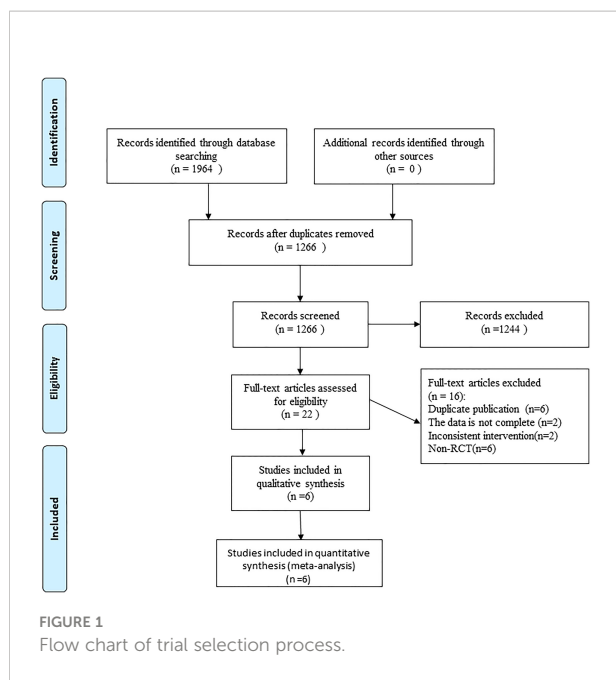 Identification
Records identified through database
searching
(n = 1964 )
Additional records identified through
other sources
(n = 0 )
Screening
Records after duplicates removed
(n = 1266 )
Records screened
(n = 1266 )
Records excluded
(n =1244 )
Eligibility
Full-text articles assessed
for eligibility
(n = 22 )
Full-text articles excluded
(n = 16):
Duplicate publication (n=6)
The data is not complete (n=2)
Inconsistent intervention(n=2)
Non-RCT(n=6)
Included
Studies included in
qualitative synthesis
(n =6)
Studies included in quantitative
synthesis (meta-analysis)
(n =6)
FIGURE 1
Flow chart of trial selection process.